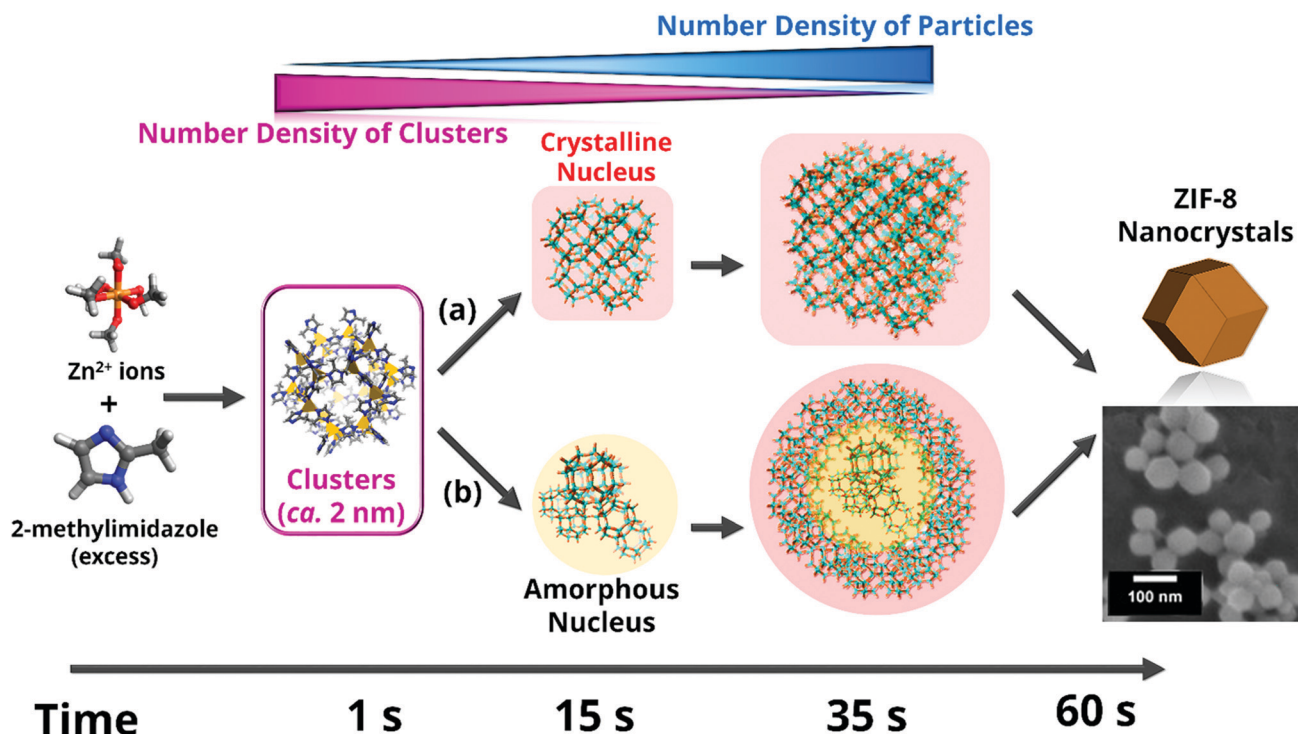 Number Density of Particles
Number Density of Clusters
Crystalline
Nucleus
ZIF-8
Nanocrystals
(a)
Zn²⁺ ions
+
2-methylimidazole
(excess)
Clusters
(ca. 2 nm)
(b)
Amorphous
Nucleus
100 nm
Time
1 s
15 s
35 s
60 s